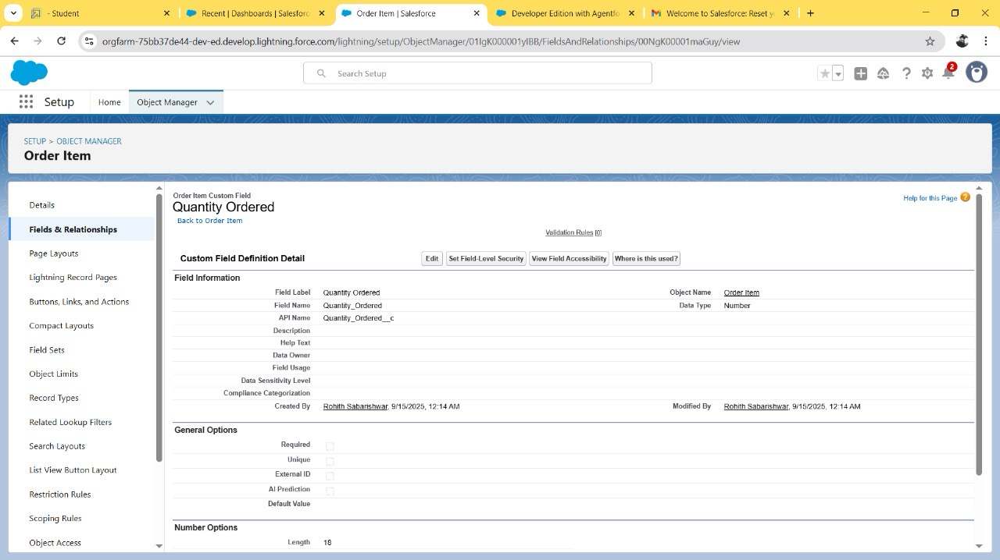 - Student
Recent | Dashboards | Salesforc
Order Item | Salesforce
Developer Edition with Agentfo
Welcome to Salesforce: Reset y
orgfarm-75bb37de44-dev-ed.develop.lightning.force.com/lightning/setup/ObjectManager/01IgK000001yIBB/FieldsAndRelationships/00NgK00001maGuy/view
Search Setup
2
Setup
Home
Object Manager
SETUP > OBJECT MANAGER
Order Item
Details
Fields & Relationships
Page Layouts
Lightning Record Pages
Buttons, Links, and Actions
Compact Layouts
Field Sets
Object Limits
Record Types
Related Lookup Filters
Search Layouts
List View Button Layout
Restriction Rules
Scoping Rules
Object Access
Order Item Custom Field
Quantity Ordered
Back to Order Item
Help for this Page ?
Validation Rules [0]
Custom Field Definition Detail
Edit Set Field-Level Security View Field Accessibility Where is this used?
Field Information
Field Label Quantity Ordered Object Name Order Item
Field Name Quantity_Ordered Data Type Number
API Name Quantity_Ordered__c
Description
Help Text
Data Owner
Field Usage
Data Sensitivity Level
Compliance Categorization
Created By Rohith Sabarishwar, 9/15/2025, 12:14 AM Modified By Rohith Sabarishwar, 9/15/2025, 12:14 AM
General Options
Required
Unique
External ID
AI Prediction
Default Value
Number Options
Length 18